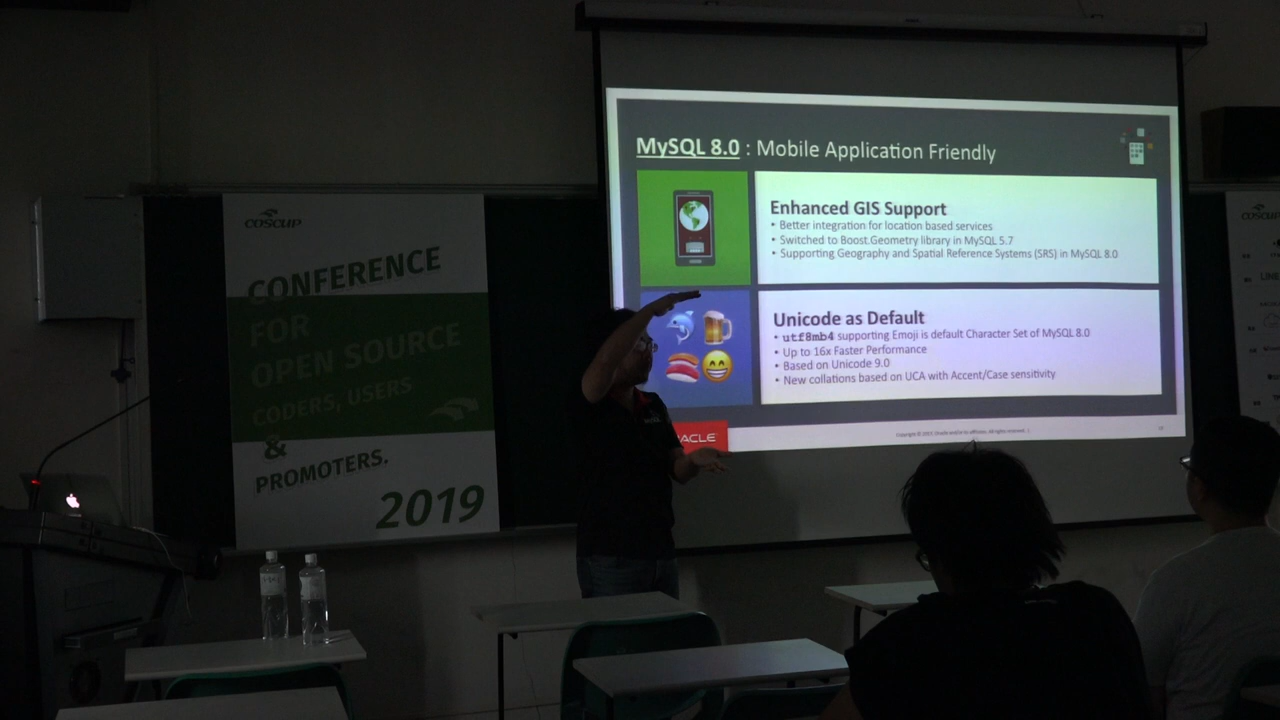 COSCUP
CONFERENCE
FOR
OPEN SOURCE
CODERS, USERS
&
PROMOTERS.
2019
MySQL 8.0 : Mobile Application Friendly
Enhanced GIS Support
• Better integration for location based services
• Switched to Boost.Geometry library in MySQL 5.7
• Supporting Geography and Spatial Reference Systems (SRS) in MySQL 8.0
Unicode as Default
• utf8mb4 supporting Emoji is default Character Set of MySQL 8.0
• Up to 16x Faster Performance
• Based on Unicode 9.0
• New collations based on UCA with Accent/Case sensitivity
ACLE
COSCUP